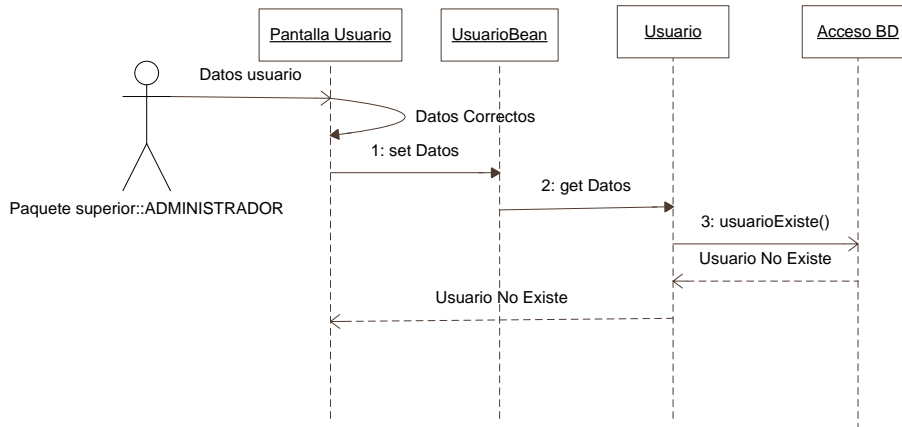 Pantalla Usuario
UsuarioBean
Usuario
Acceso BD
Datos usuario
Datos Correctos
1: set Datos
2: get Datos
Paquete superior::ADMINISTRADOR
3: usuarioExiste()
Usuario No Existe
Usuario No Existe